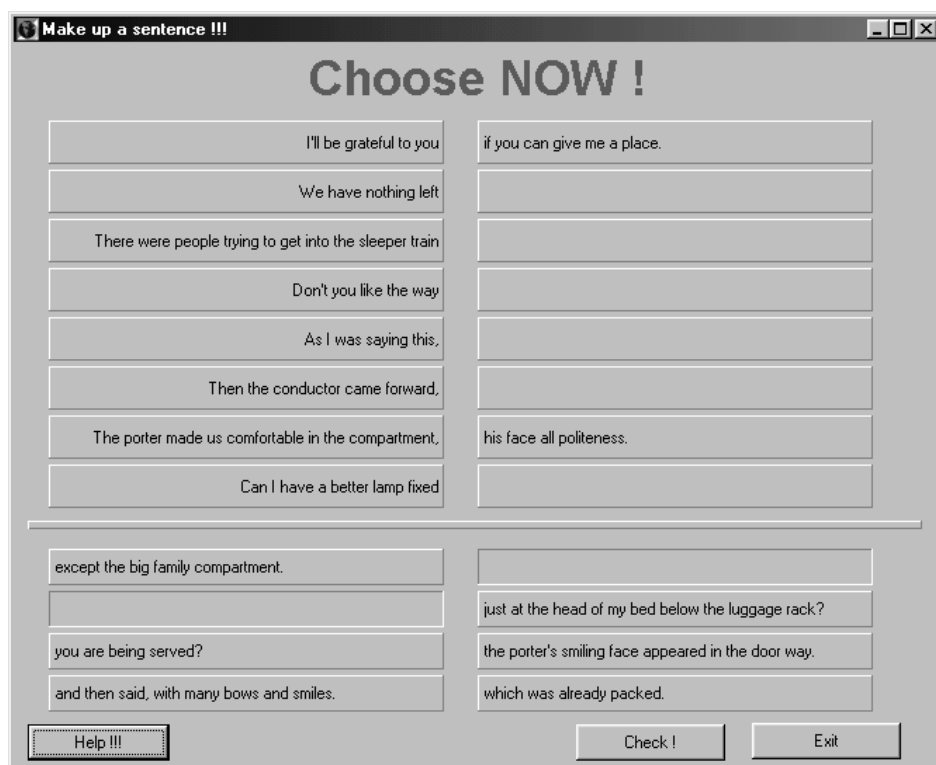 Make up a sentence !!!
Choose NOW !
I'll be grateful to you if you can give me a place.
We have nothing left
There were people trying to get into the sleeper train
Don't you like the way
As I was saying this,
Then the conductor came forward,
The porter made us comfortable in the compartment, his face all politeness.
Can I have a better lamp fixed
except the big family compartment.
just at the head of my bed below the luggage rack?
you are being served? the porter's smiling face appeared in the door way.
and then said, with many bows and smiles. which was already packed.
Help !!! Check ! Exit